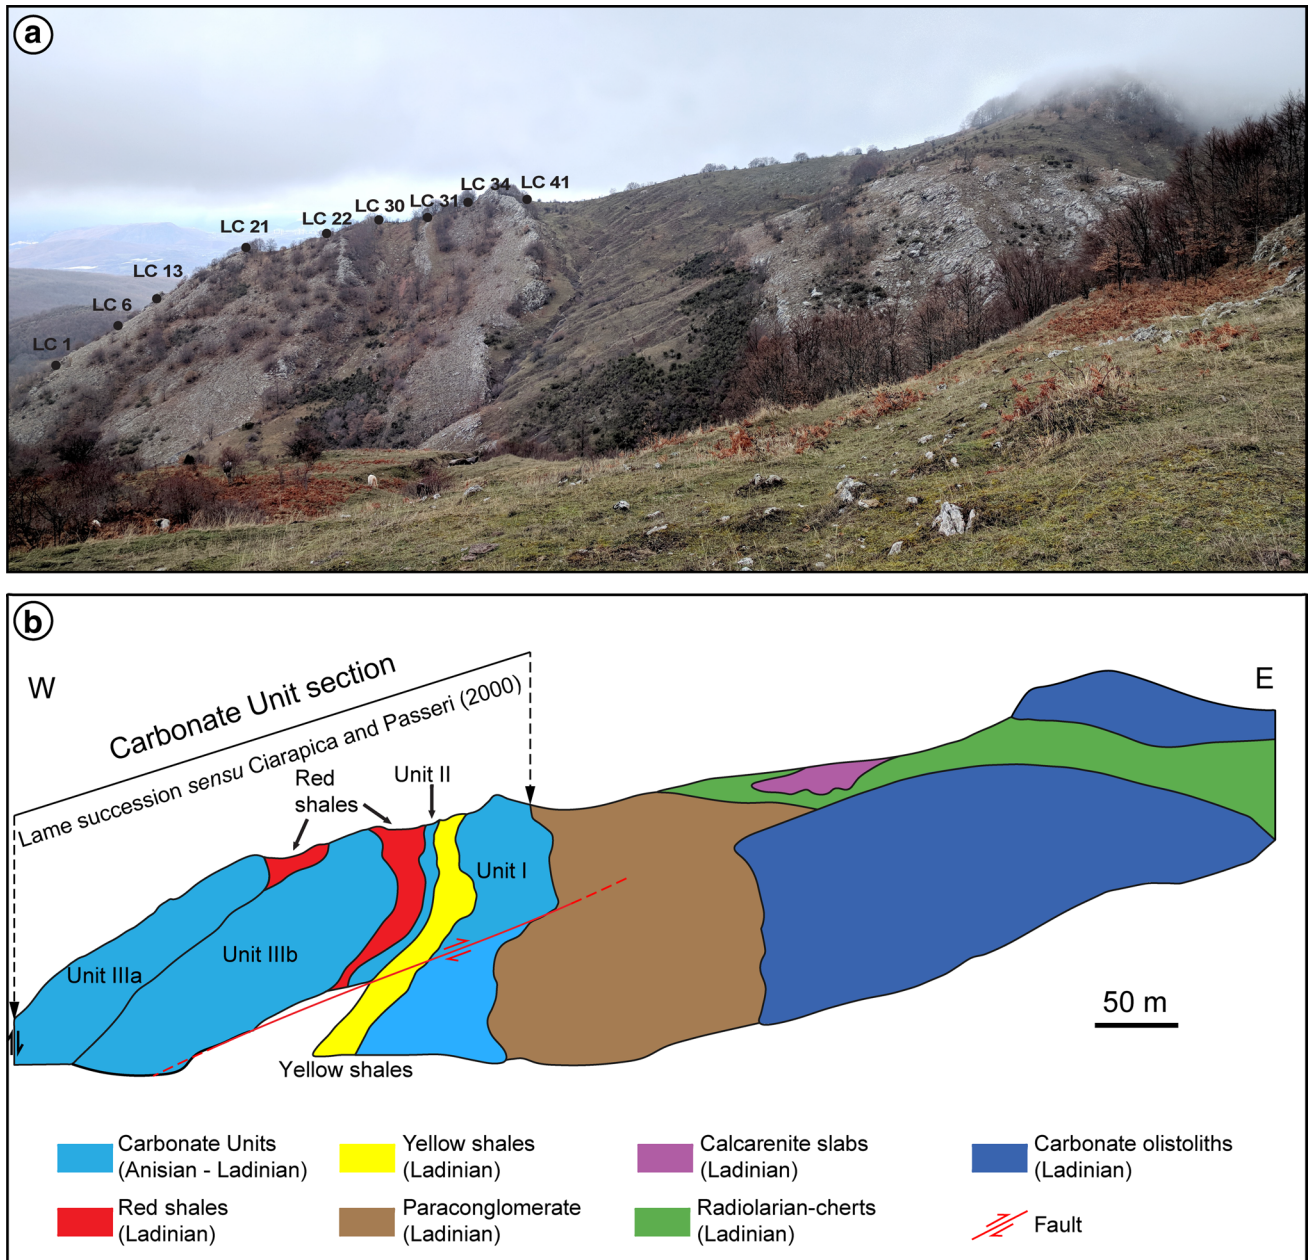 a
LC 1
LC 6
LC 13
LC 21
LC 22
LC 30
LC 31
LC 34
LC 41
b
W
E
Carbonate Unit section
Lame succession sensu Ciarapica and Passeri (2000)
Red
shales
Unit II
Unit I
Unit IIIb
Unit IIIa
Yellow shales
50 m
Carbonate Units
(Anisian - Ladinian)
Yellow shales
(Ladinian)
Calcarenite slabs
(Ladinian)
Carbonate olistoliths
(Ladinian)
Red shales
(Ladinian)
Paraconglomerate
(Ladinian)
Radiolarian-cherts
(Ladinian)
Fault